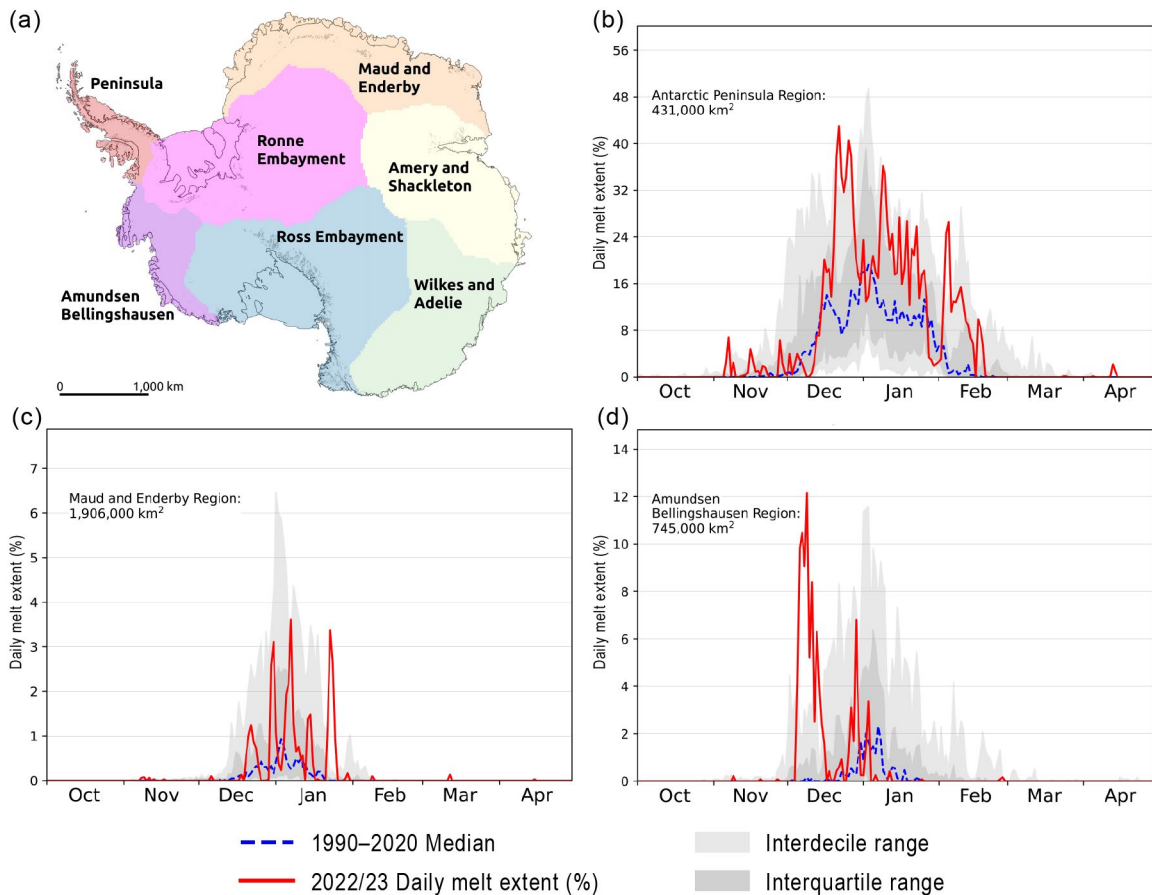 (a)
Peninsula
Maud and
Enderby
Ronne
Embayment
Amery and
Shackleton
Ross Embayment
Amundsen
Bellingshausen
Wilkes and
Adelie
0 1,000 km
(b)
Daily melt extent (%)
56
48
40
32
24
16
8
0
Antarctic Peninsula Region:
431,000 km²
Oct Nov Dec Jan Feb Mar Apr
(c)
Daily melt extent (%)
7
6
5
4
3
2
1
0
Maud and Enderby Region:
1,906,000 km²
Oct Nov Dec Jan Feb Mar Apr
(d)
Daily melt extent (%)
14
12
10
8
6
4
2
0
Amundsen
Bellingshausen Region:
745,000 km²
Oct Nov Dec Jan Feb Mar Apr
1990–2020 Median
2022/23 Daily melt extent (%)
Interdecile range
Interquartile range